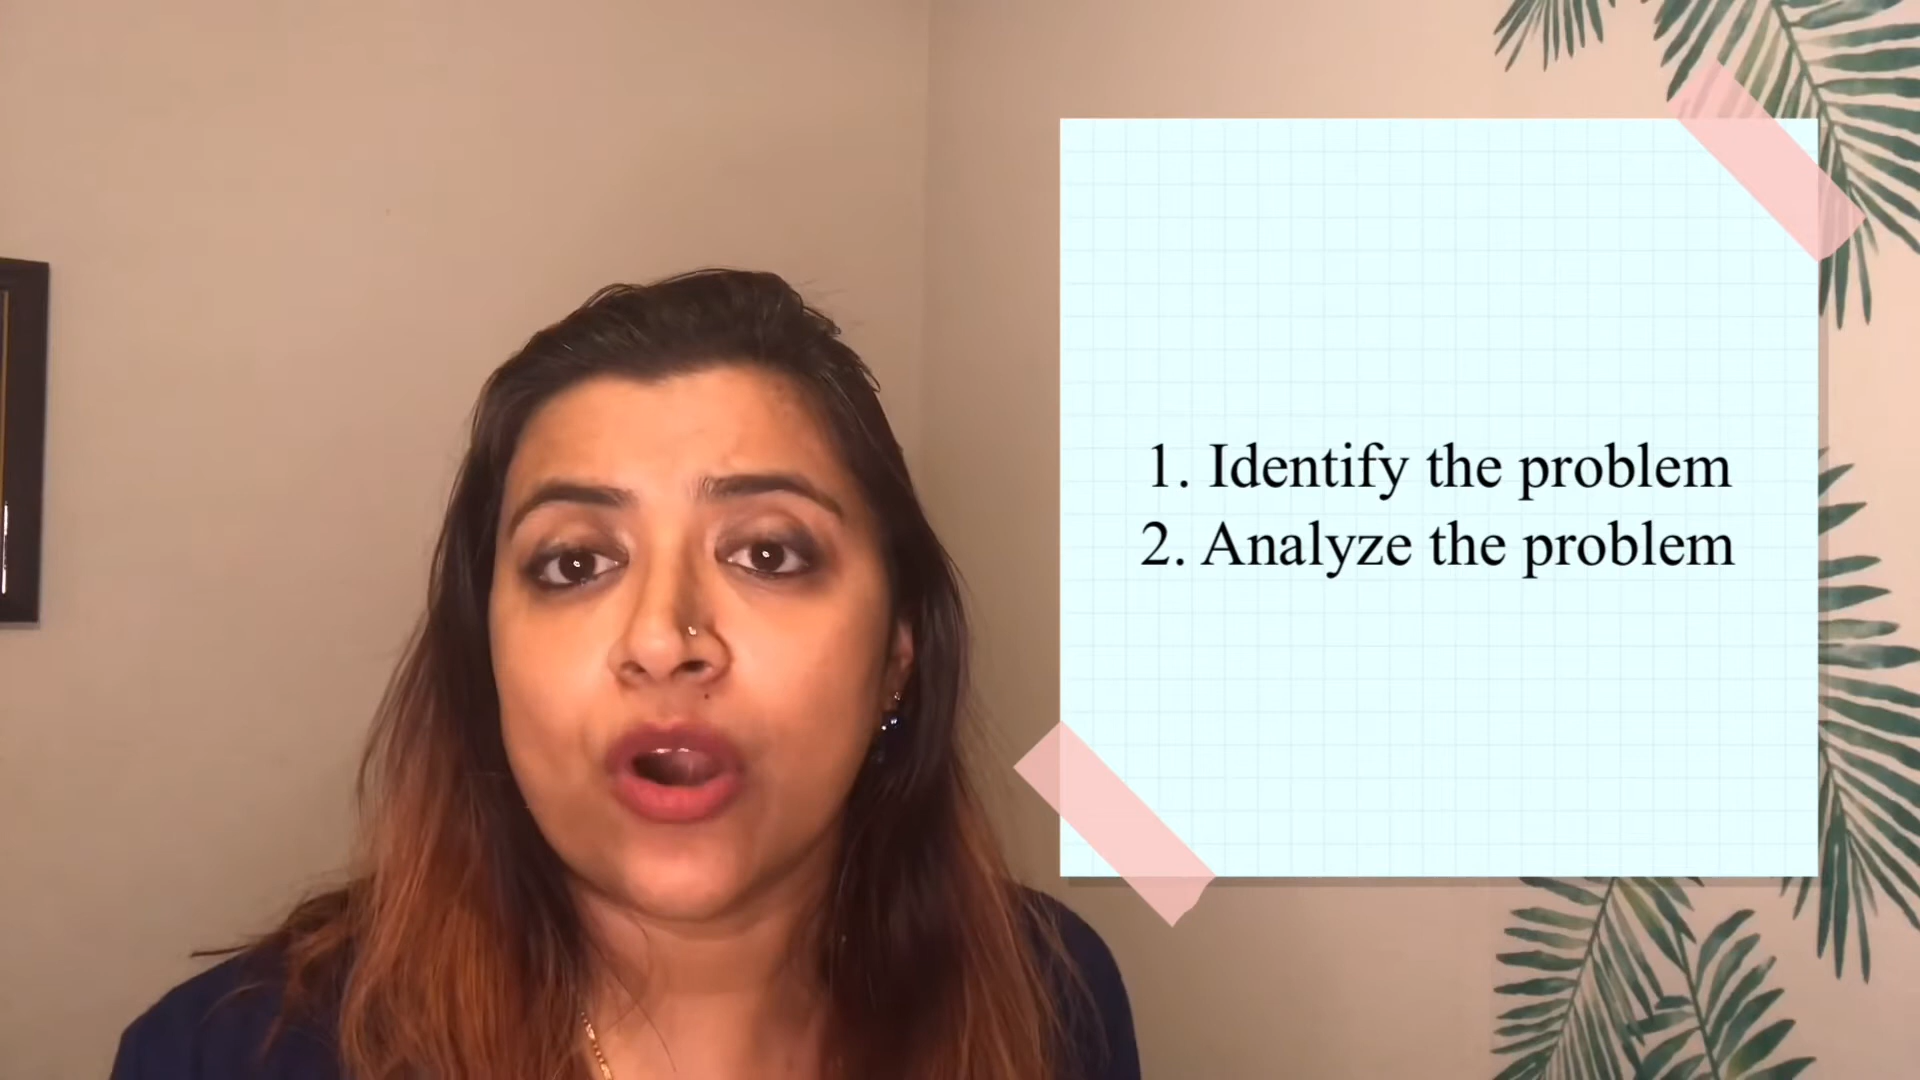 1. Identify the problem
2. Analyze the problem